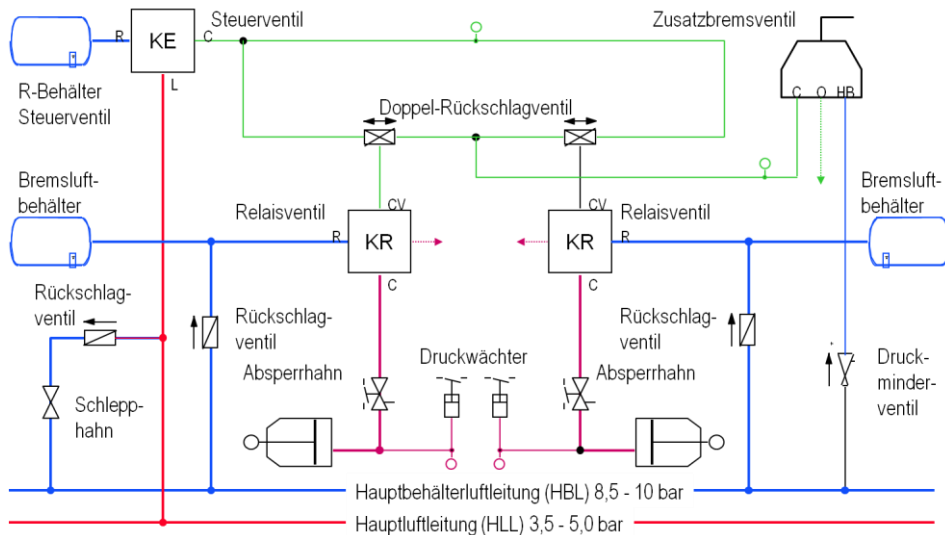 Steuerventil
Zusatzbremsventil
R
KE
C
L
R-Behälter
Steuerventil
C O HB
Doppel-Rückschlagventil
Bremsluft-
behälter
Relaisventil
CV
R
KR
C
CV
KR
R
C
Relaisventil
Bremsluft-
behälter
Rückschlag-
ventil
Rückschlag-
ventil
Absperrhahn
Druckwächter
Absperrhahn
Rückschlag-
ventil
Druck-
minder-
ventil
Schlepp-
hahn
Hauptbehälterluftleitung (HBL) 8,5 - 10 bar
Hauptluftleitung (HLL) 3,5 - 5,0 bar